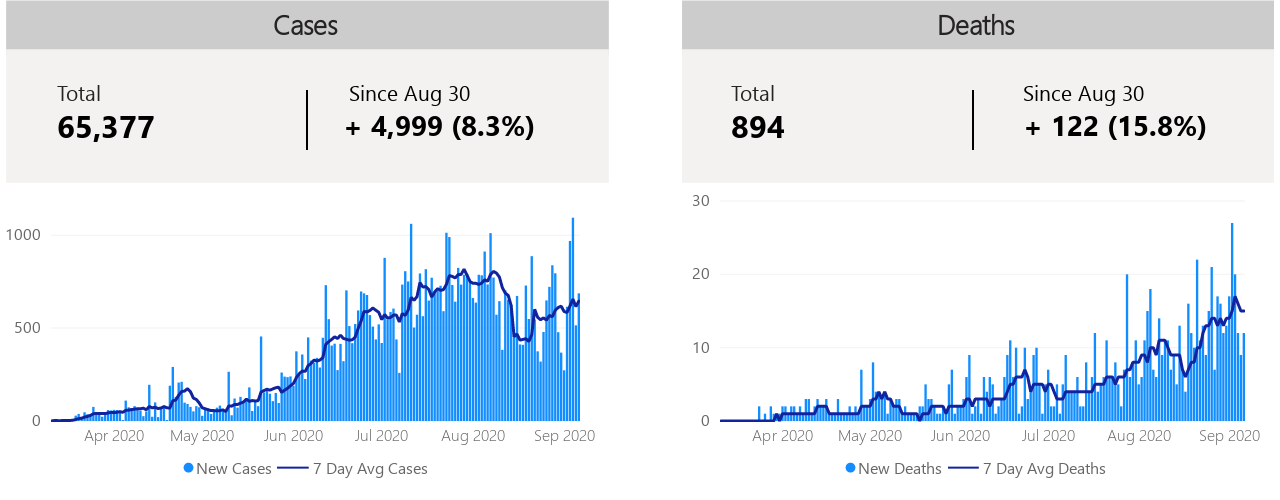 Cases
Total
65,377
Since Aug 30
+ 4,999 (8.3%)
1000
500
0
Apr 2020 May 2020 Jun 2020 Jul 2020 Aug 2020 Sep 2020
New Cases 7 Day Avg Cases
Deaths
Total
894
Since Aug 30
+ 122 (15.8%)
30
20
10
0
Apr 2020 May 2020 Jun 2020 Jul 2020 Aug 2020 Sep 2020
New Deaths 7 Day Avg Deaths